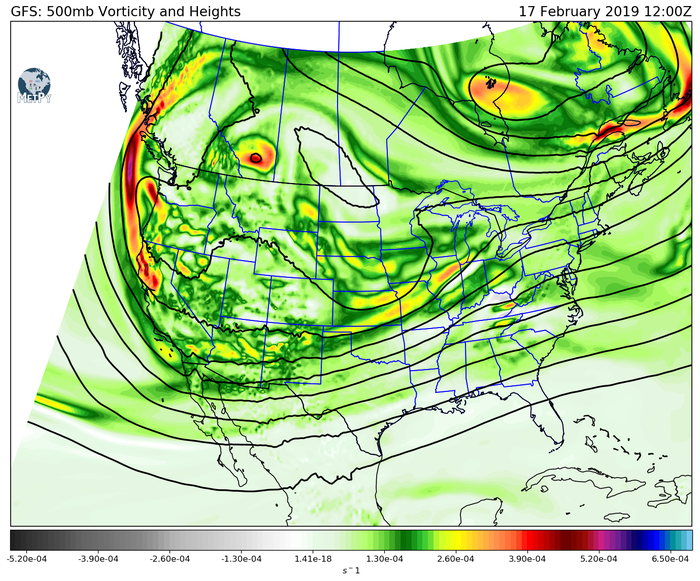 GFS: 500mb Vorticity and Heights
17 February 2019 12:00Z
METPY
-5.20e-04 -3.90e-04 -2.60e-04 -1.30e-04 1.41e-18 1.30e-04 2.60e-04 3.90e-04 5.20e-04 6.50e-04
s^-1